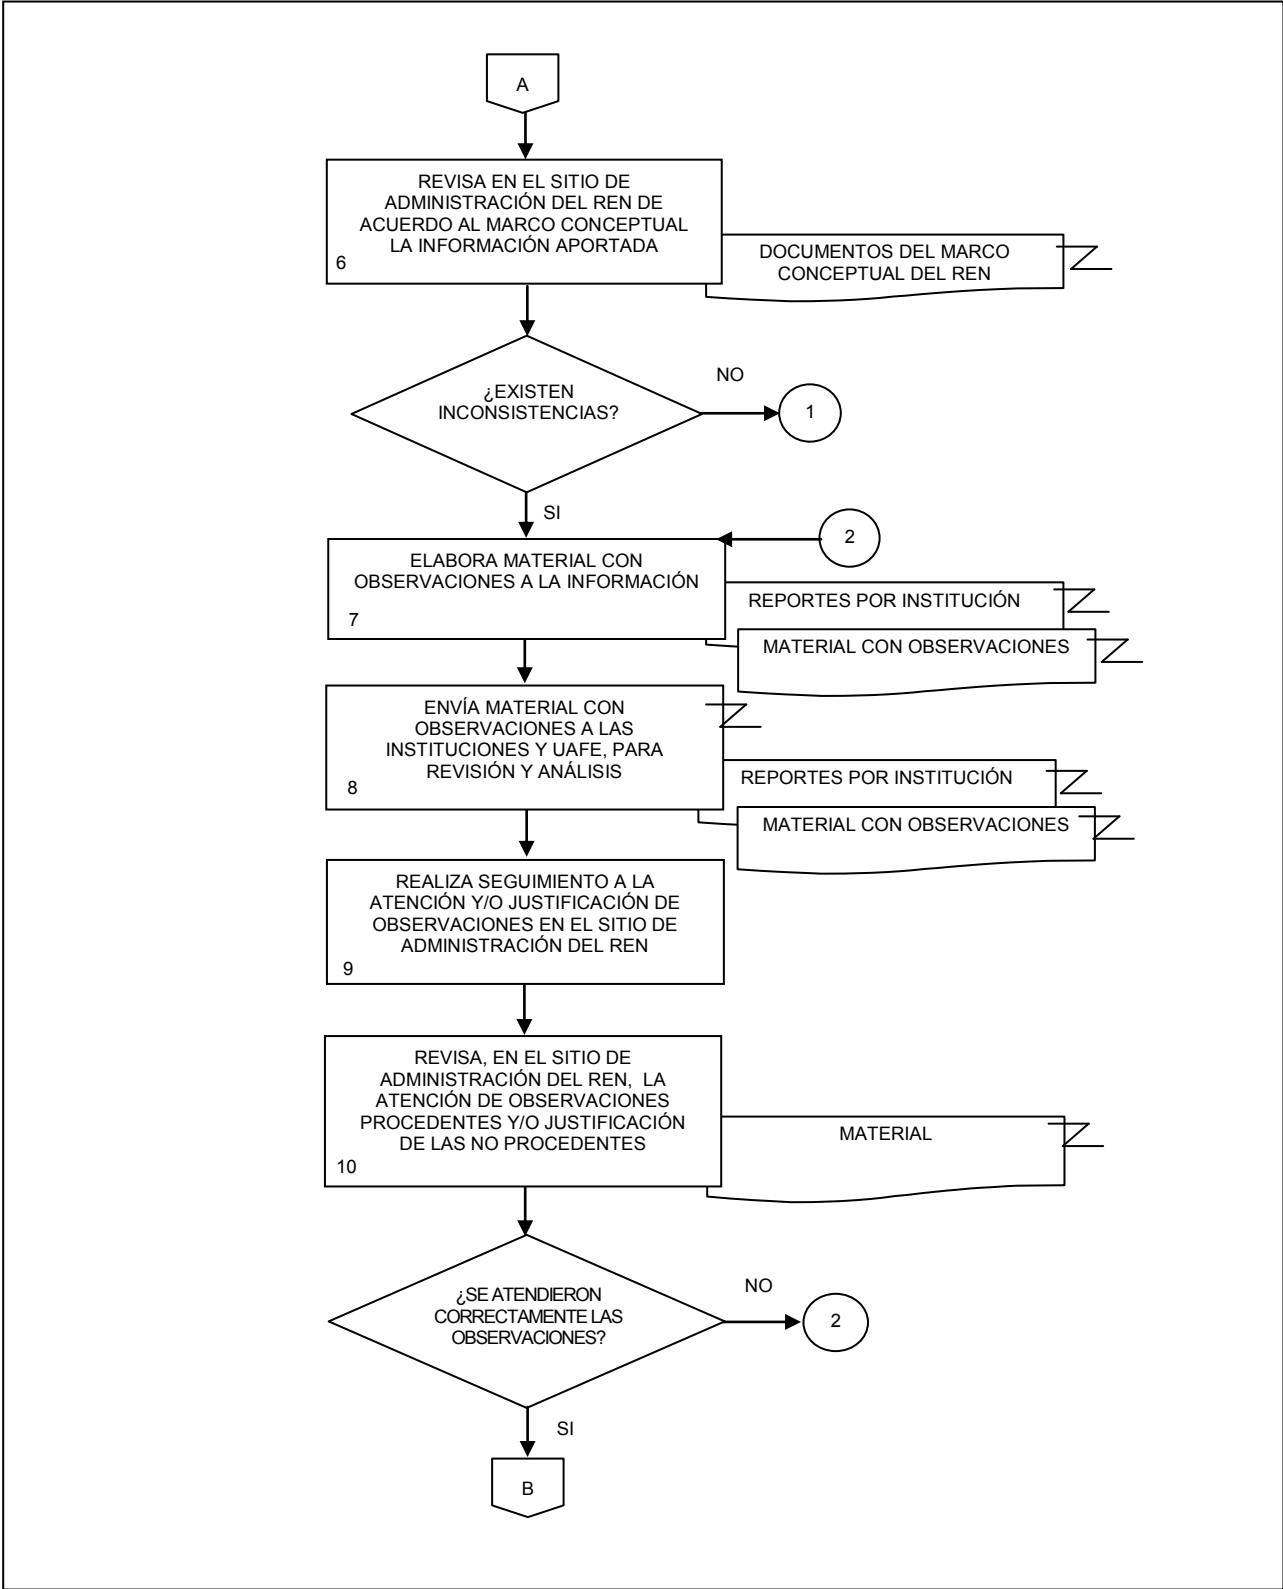 A
REVISA EN EL SITIO DE
ADMINISTRACIÓN DEL REN DE
ACUERDO AL MARCO CONCEPTUAL
LA INFORMACIÓN APORTADA
6
DOCUMENTOS DEL MARCO
CONCEPTUAL DEL REN
¿EXISTEN
INCONSISTENCIAS?
NO
1
SI
2
ELABORA MATERIAL CON
OBSERVACIONES A LA INFORMACIÓN
7
REPORTES POR INSTITUCIÓN
MATERIAL CON OBSERVACIONES
ENVÍA MATERIAL CON
OBSERVACIONES A LAS
INSTITUCIONES Y UAFE, PARA
REVISIÓN Y ANÁLISIS
8
REPORTES POR INSTITUCIÓN
MATERIAL CON OBSERVACIONES
REALIZA SEGUIMIENTO A LA
ATENCIÓN Y/O JUSTIFICACIÓN DE
OBSERVACIONES EN EL SITIO DE
ADMINISTRACIÓN DEL REN
9
REVISA, EN EL SITIO DE
ADMINISTRACIÓN DEL REN, LA
ATENCIÓN DE OBSERVACIONES
PROCEDENTES Y/O JUSTIFICACIÓN
DE LAS NO PROCEDENTES
10
MATERIAL
¿SE ATENDIERON
CORRECTAMENTE LAS
OBSERVACIONES?
NO
2
SI
B